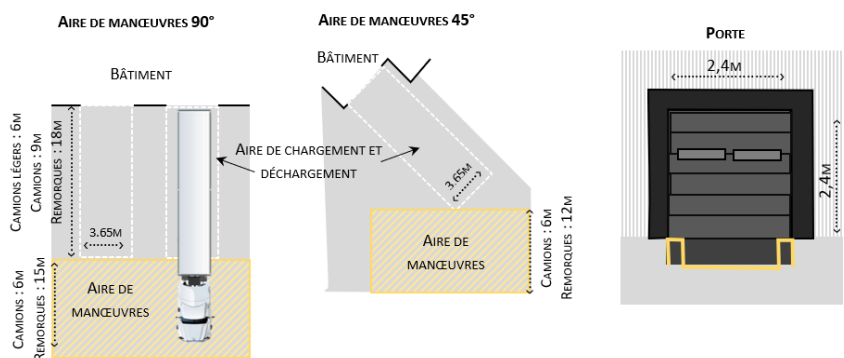 AIRE DE MANŒUVRES 90°
BÂTIMENT
CAMIONS LÉGERS : 6M
CAMIONS : 9M
REMORQUES : 18M
3.65M
CAMIONS : 6M
REMORQUES : 15M
AIRE DE
MANŒUVRES
AIRE DE CHARGEMENT ET
DÉCHARGEMENT
AIRE DE MANŒUVRES 45°
BÂTIMENT
3.65M
AIRE DE
MANŒUVRES
CAMIONS : 6M
REMORQUES : 12M
PORTE
2,4M
2,4M